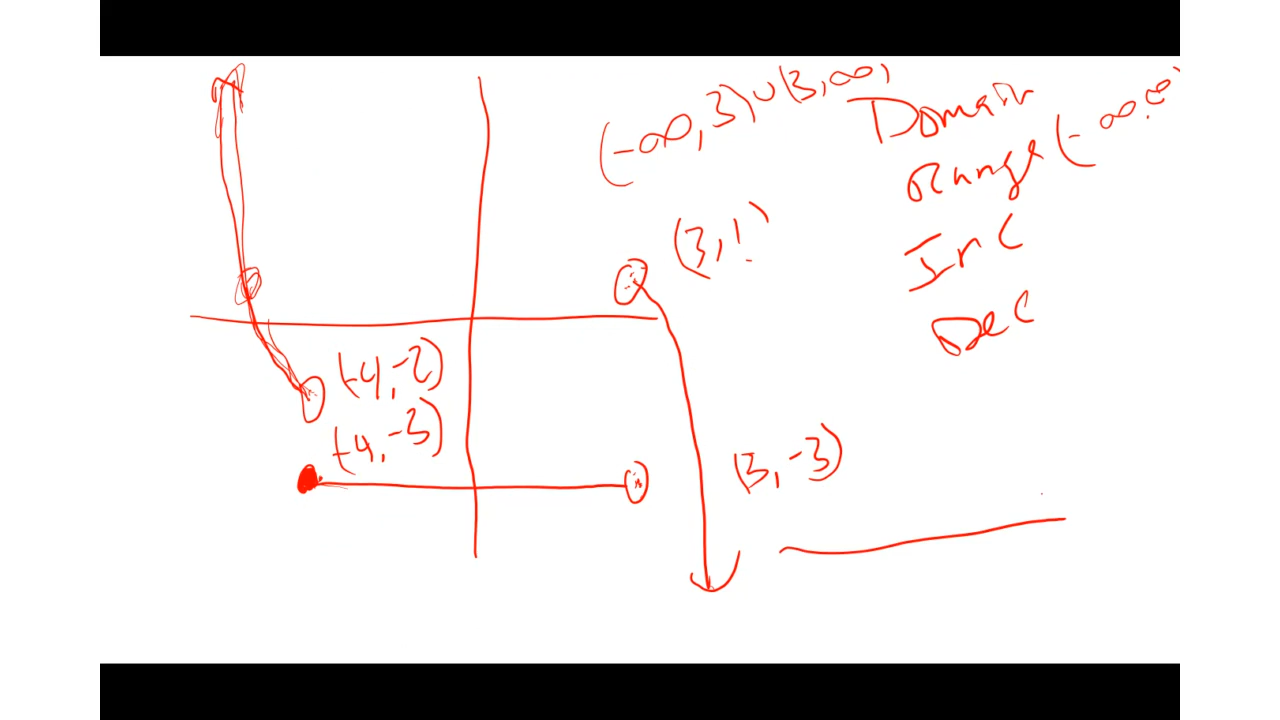 (-∞,3)∪(3,∞,
Domain
Range (-∞,∞)
(3,1)
Inc
Dec
(-4,-2)
(-4,-3)
(3,-3)